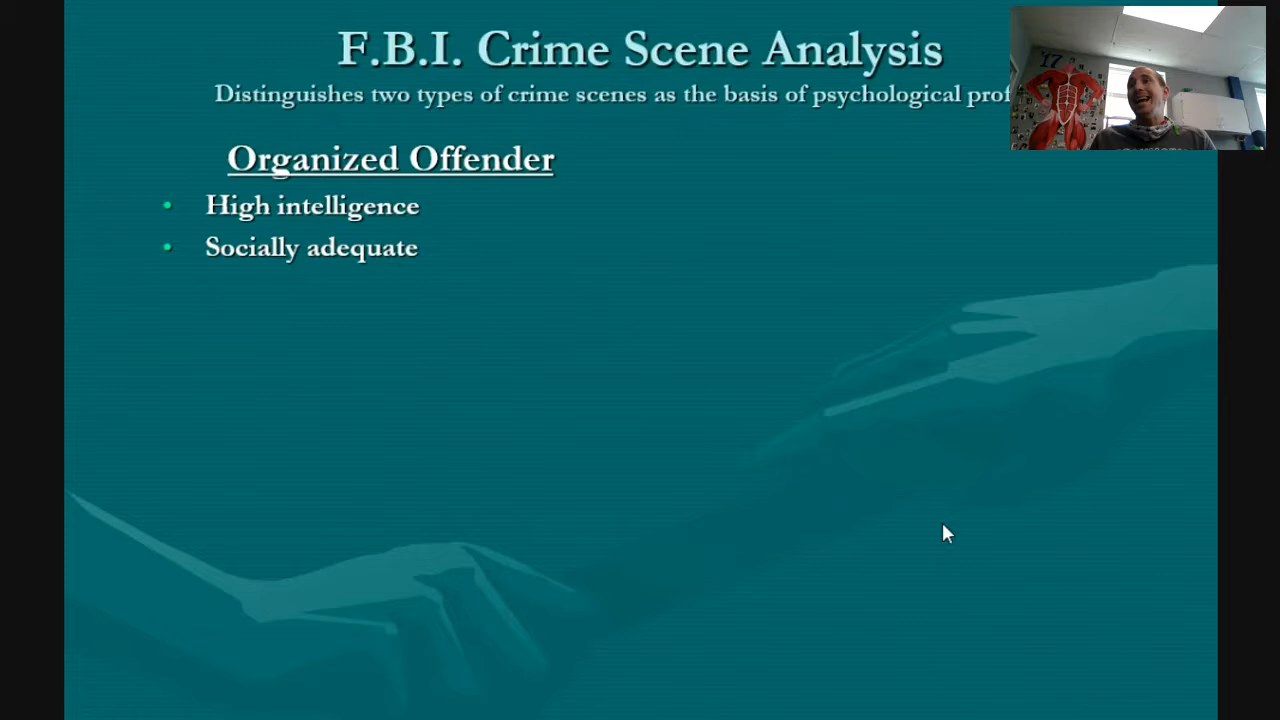 F.B.I. Crime Scene Analysis
Distinguishes two types of crime scenes as the basis of psychological
Organized Offender
• High intelligence
• Socially adequate
17